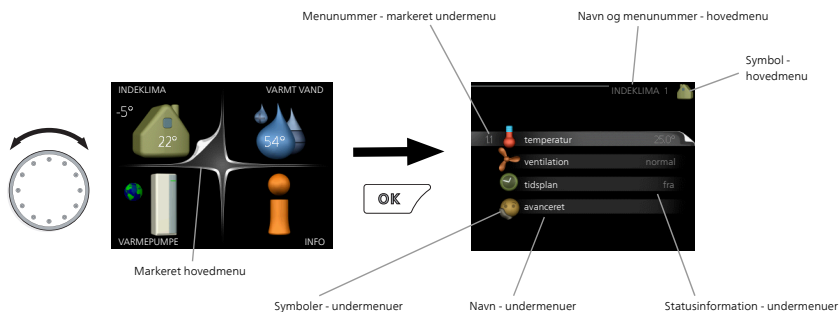 Menunummer - markeret undermenu
Navn og menunummer - hovedmenu
Symbol -
hovedmenu
INDEKLIMA
VARMT VAND
-5°
22°
54°
VARMEPUMPE
INFO
Markeret hovedmenu
OK
INDEKLIMA 1
1.1
temperatur
25.0°
ventilation
normal
tidsplan
fra
avanceret
Symboler - undermenuer
Navn - undermenuer
Statusinformation - undermenuer